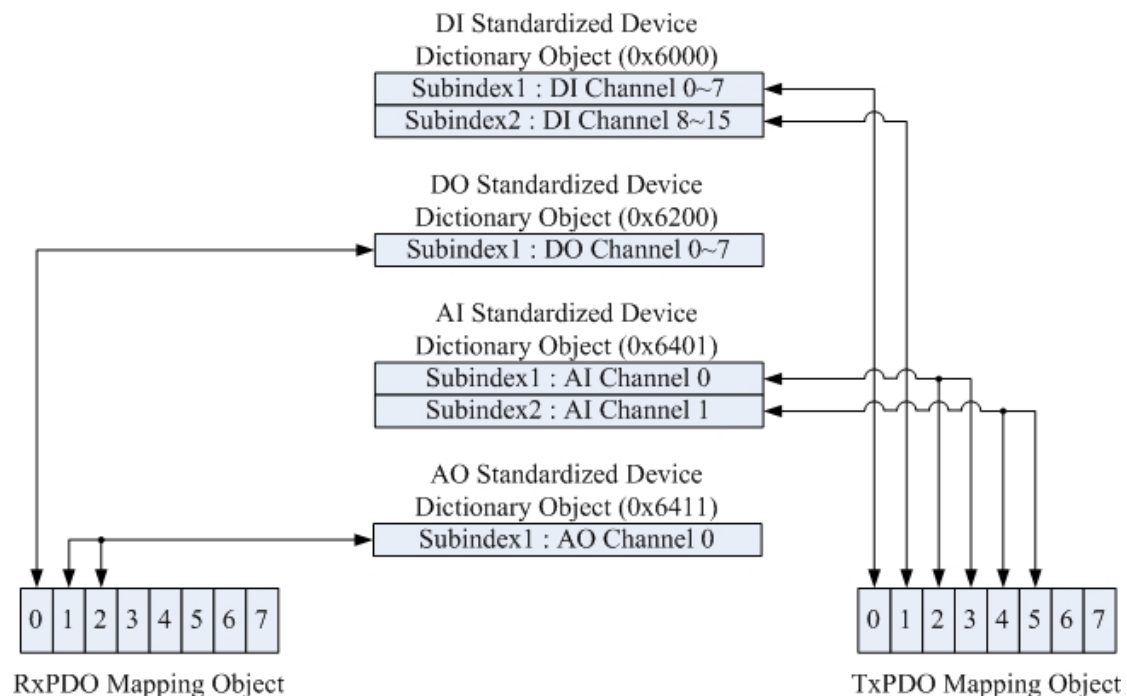 DI Standardized Device
Dictionary Object (0x6000)
Subindex1 : DI Channel 0~7
Subindex2 : DI Channel 8~15
DO Standardized Device
Dictionary Object (0x6200)
Subindex1 : DO Channel 0~7
AI Standardized Device
Dictionary Object (0x6401)
Subindex1 : AI Channel 0
Subindex2 : AI Channel 1
AO Standardized Device
Dictionary Object (0x6411)
Subindex1 : AO Channel 0
0 1 2 3 4 5 6 7
RxPDO Mapping Object
0 1 2 3 4 5 6 7
TxPDO Mapping Object